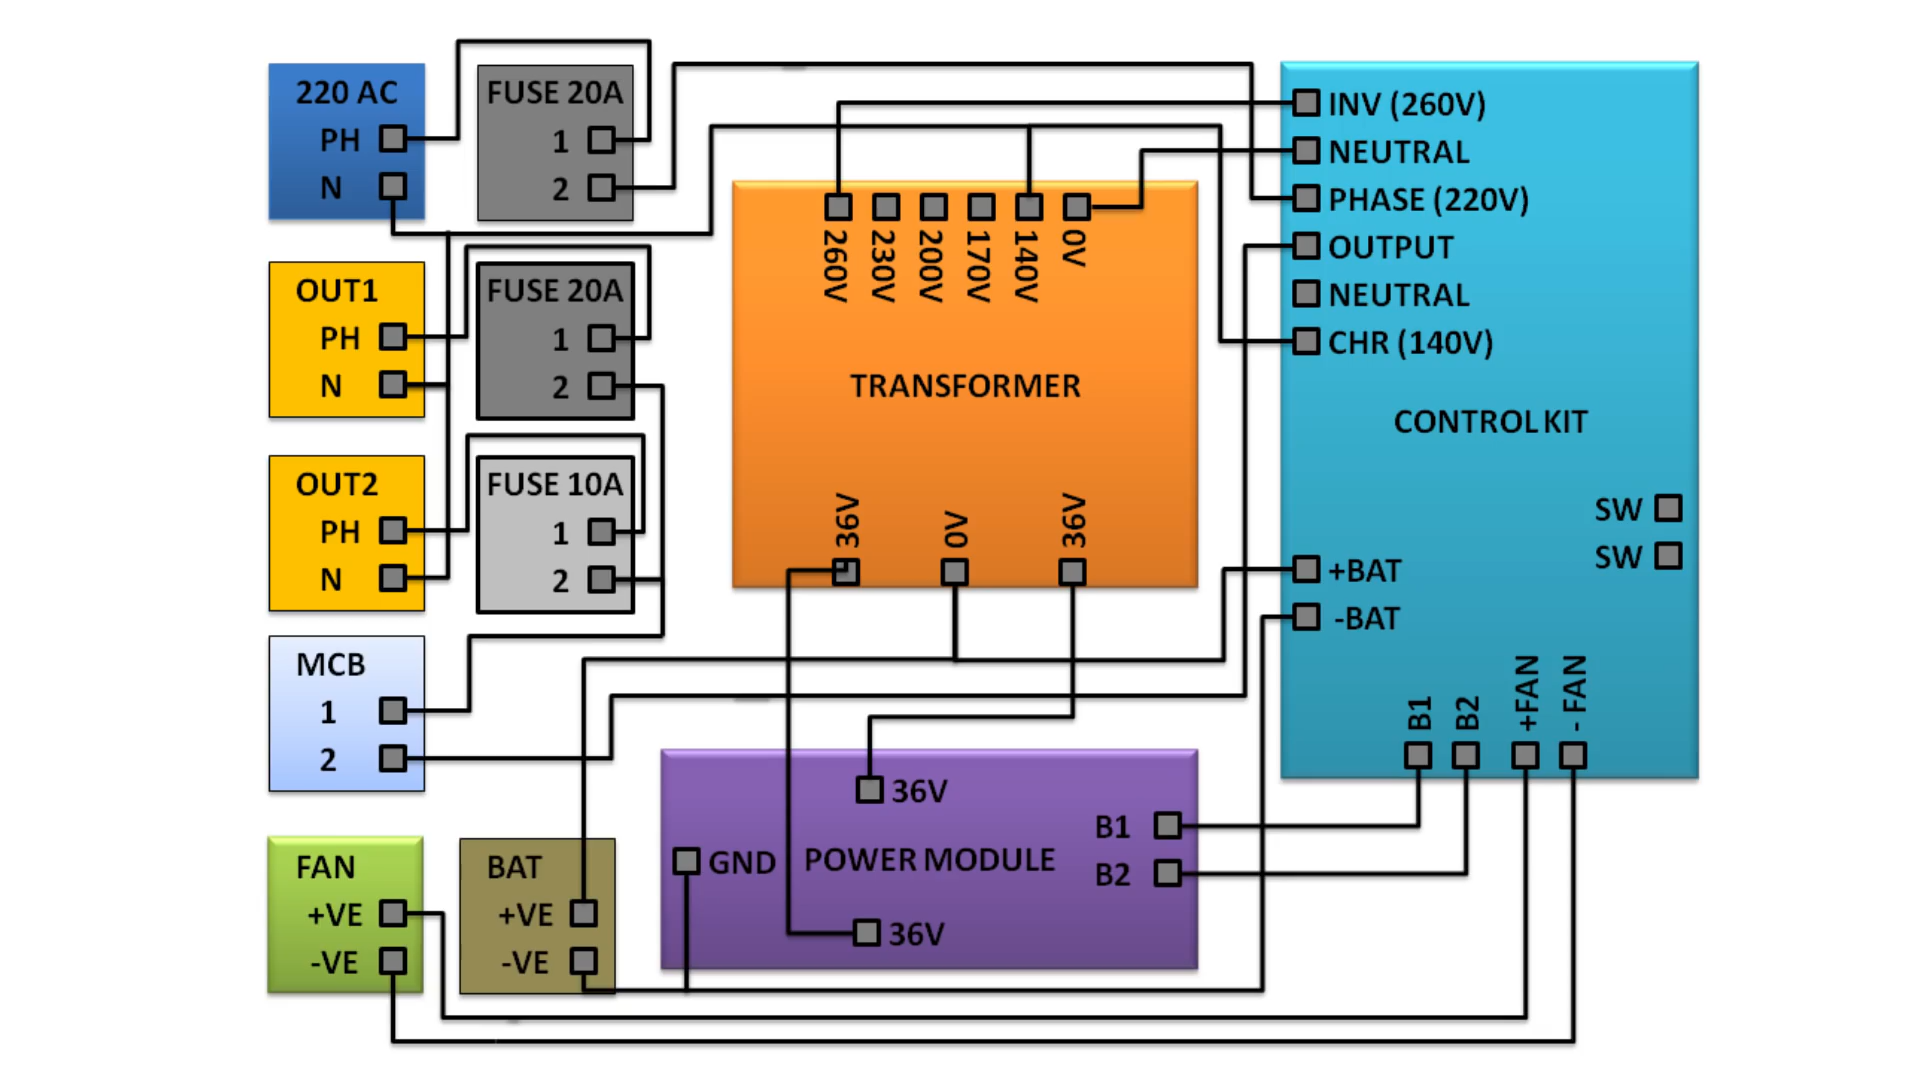 220 AC
PH
N
FUSE 20A
1
2
OUT1
PH
N
FUSE 20A
1
2
OUT2
PH
N
FUSE 10A
1
2
MCB
1
2
FAN
+VE
-VE
BAT
+VE
-VE
260V
230V
200V
170V
140V
0V
TRANSFORMER
36V
0V
36V
36V
GND
POWER MODULE
36V
B1
B2
INV (260V)
NEUTRAL
PHASE (220V)
OUTPUT
NEUTRAL
CHR (140V)
CONTROL KIT
SW
SW
+BAT
-BAT
B1
B2
+FAN
- FAN